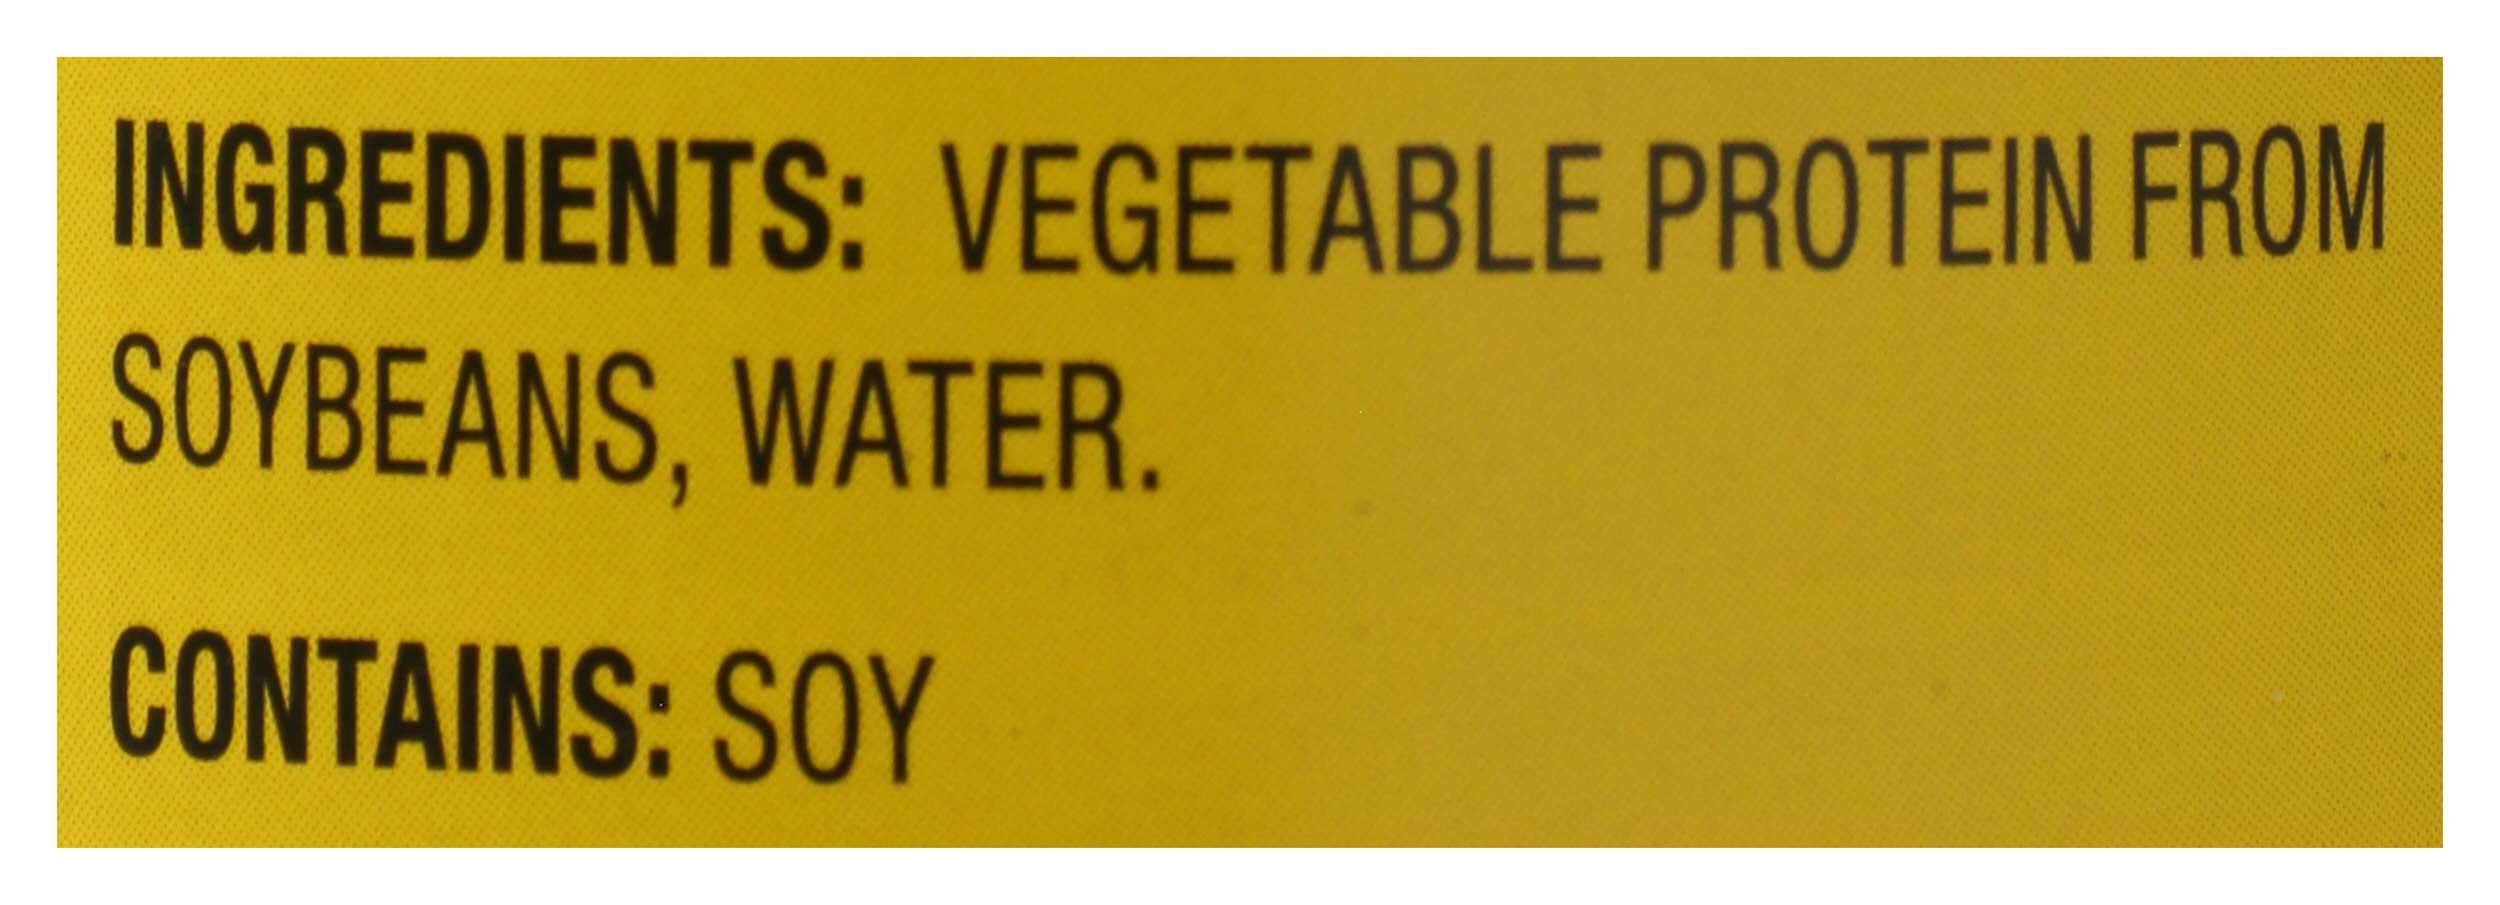 INGREDIENTS: VEGETABLE PROTEIN FROM
SOYBEANS, WATER.
CONTAINS: SOY